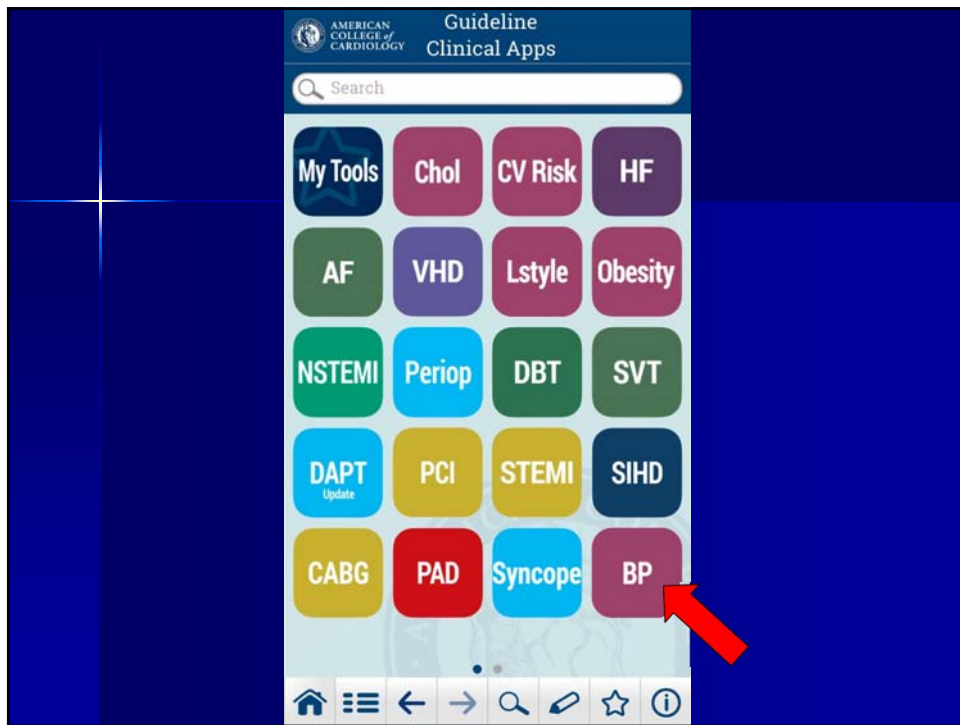 AMERICAN
COLLEGE of
CARDIOLOGY
Guideline
Clinical Apps
Search
My Tools
Chol
CV Risk
HF
AF
VHD
Lstyle
Obesity
NSTEMI
Periop
DBT
SVT
DAPT
Update
PCI
STEMI
SIHD
CABG
PAD
Syncope
BP